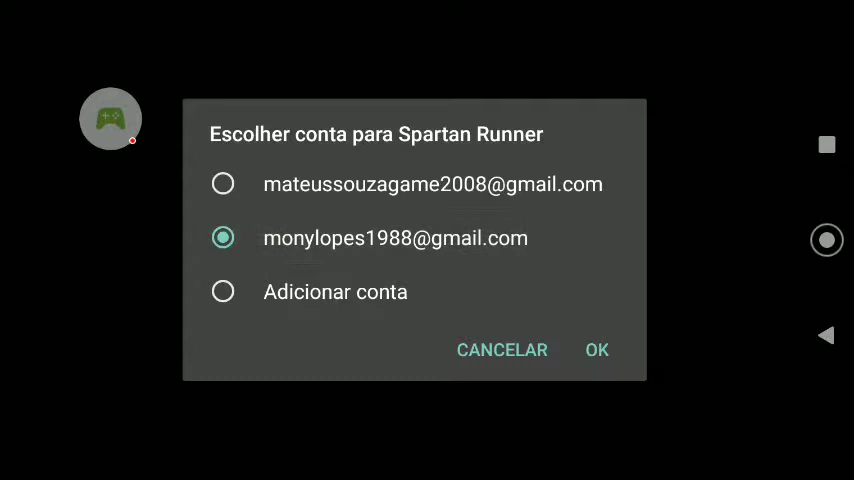 Escolher conta para Spartan Runner
mateussouzagame2008@gmail.com
monylopes1988@gmail.com
Adicionar conta
CANCELAR OK